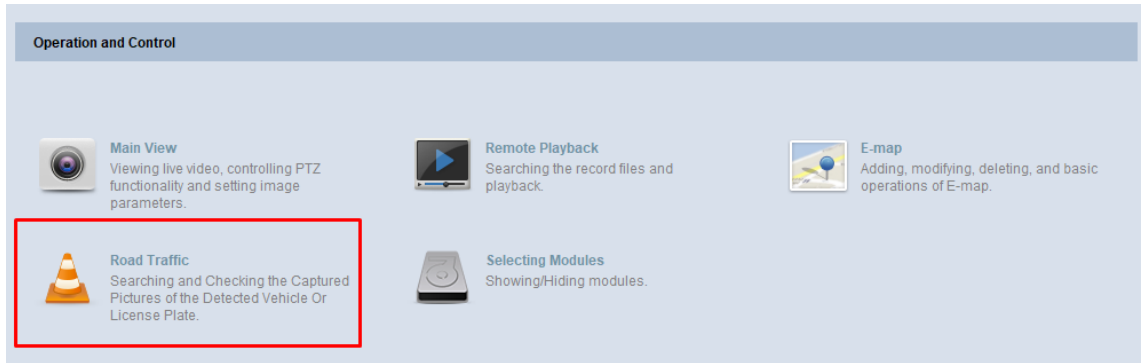 Operation and Control
Main View
Viewing live video, controlling PTZ
functionality and setting image
parameters.
Remote Playback
Searching the record files and
playback.
E-map
Adding, modifying, deleting, and basic
operations of E-map.
Road Traffic
Searching and Checking the Captured
Pictures of the Detected Vehicle Or
License Plate.
Selecting Modules
Showing/Hiding modules.